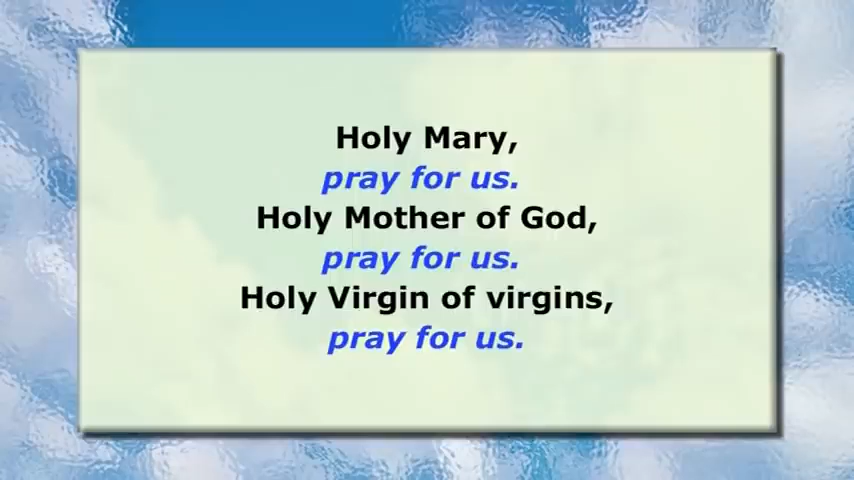 Holy Mary,
pray for us.
Holy Mother of God,
pray for us.
Holy Virgin of virgins,
pray for us.